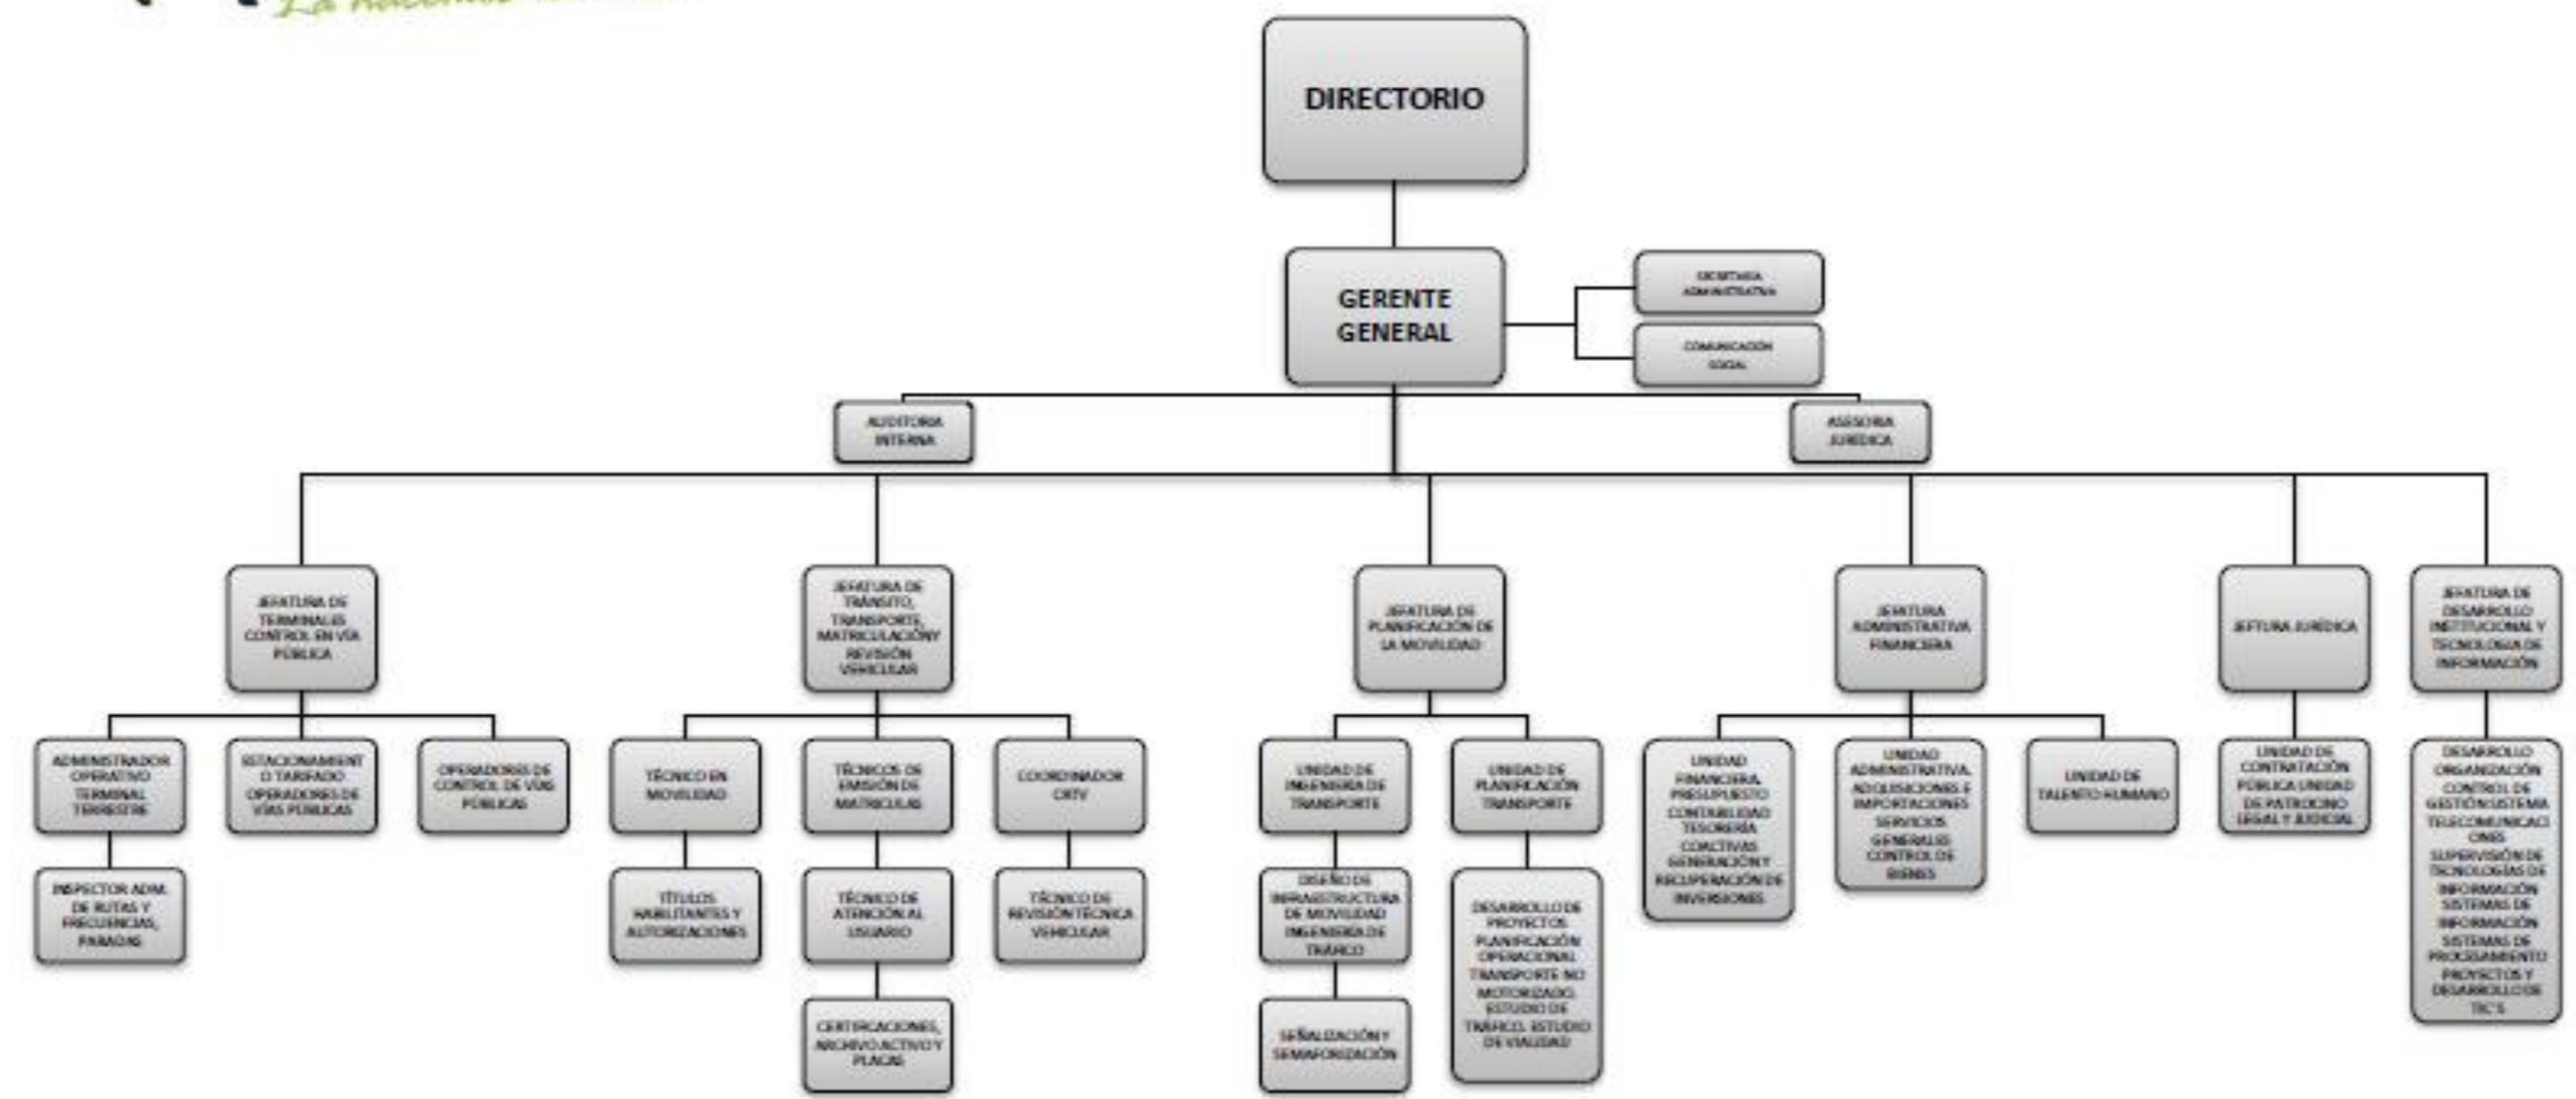 La hacemos
DIRECTORIO
GERENTE
GENERAL
SECRETARIA
ADMINISTRATIVA
COMUNICACIÓN
SOCIAL
AUDITORIA
INTERNA
ASESORIA
JURÍDICA
JEFATURA DE
TERMINALES
CONTROL EN VÍA
PÚBLICA
JEFATURA DE
TRÁNSITO,
TRANSPORTE,
MATRICULACIÓNY
REVISIÓN
VEHICULAR
JEFATURA DE
PLANIFICACIÓN DE
LA MOVILIDAD
JEFATURA
ADMINISTRATIVA
FINANCIERA
JEFTURA JURÍDICA
JEFATURA DE
DESARROLLO
INSTITUCIONAL Y
TECNOLOGIA DE
INFORMACIÓN
ADMINISTRADOR
OPERATIVO
TERMINAL
TERRESTRE
ESTACIONAMIENT
O TARIFADO
OPERADORES DE
VÍAS PÚBLICAS
OPERADORES DE
CONTROL DE VÍAS
PÚBLICAS
TÉCNICO EN
MOVILIDAD
TÉCNICOS DE
EMISIÓN DE
MATRICULAS
COORDINADOR
CRTV
UNIDAD DE
INGENIERÍA DE
TRANSPORTE
UNIDAD DE
PLANIFICACIÓN
TRANSPORTE
UNIDAD
FINANCIERA.
PRESUPUESTO
CONTABILIDAD
TESORERÍA
COACTIVAS
GENERACIÓN Y
RECUPERACIÓN DE
INVERSIONES
UNIDAD
ADMINISTRATIVA.
ADQUISICIONES E
IMPORTACIONES
SERVICIOS
GENERALES
CONTROL DE
BIENES
UNIDAD DE
TALENTO HUMANO
UNIDAD DE
CONTRATACIÓN
PÚBLICA UNIDAD
DE PATROCINO
LEGAL Y JUDICIAL
DESARROLLO
ORGANIZACIÓN
CONTROL DE
GESTIÓN SISTEMA
TELECOMUNICACI
ONES
SUPERVISIÓN DE
TECNOLOGÍAS DE
INFORMACIÓN
SISTEMAS DE
INFORMACIÓN
SISTEMAS DE
PROCESAMIENTO
PROYECTOS Y
DESARROLLO DE
TIC'S
INSPECTOR ADM.
DE RUTAS Y
FRECUENCIAS,
PARADAS
TÍTULOS
HABILITANTES Y
AUTORIZACIONES
TÉCNICO DE
ATENCIÓN AL
USUARIO
TÉCNICO DE
REVISIÓN TÉCNICA
VEHICULAR
DISEÑO DE
INFRAESTRUCTURA
DE MOVILIDAD
INGENIERÍA DE
TRÁFICO
DESARROLLO DE
PROYECTOS
PLANIFICACIÓN
OPERACIONAL
TRANSPORTE NO
MOTORIZADO.
ESTUDIO DE
TRÁFICO. ESTUDIO
DE VIALIDAD
CERTIFICACIONES,
ARCHIVO ACTIVO Y
PLACAS
SEÑALIZACIÓN Y
SEMAFORIZACIÓN